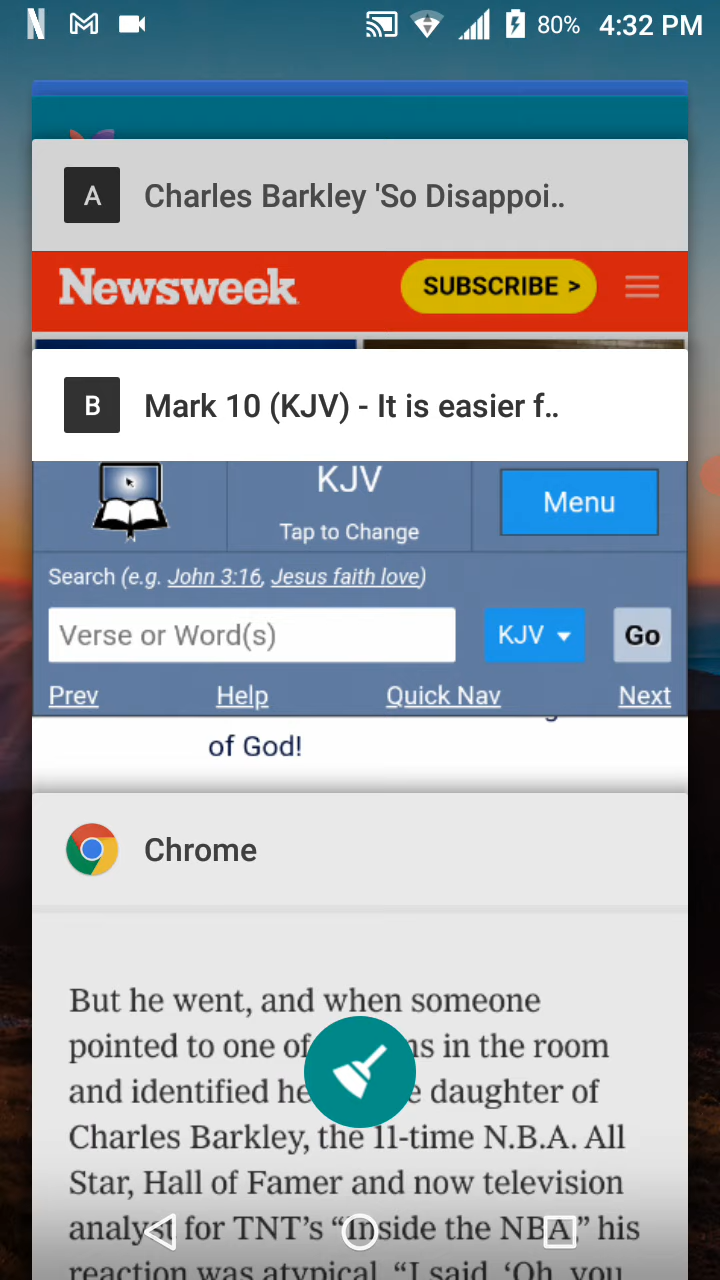 80% 4:32 PM
A Charles Barkley 'So Disappoi..
Newsweek SUBSCRIBE >
B Mark 10 (KJV) - It is easier f..
KJV
Tap to Change
Menu
Search (e.g. John 3:16, Jesus faith love)
Verse or Word(s) KJV Go
Prev Help Quick Nav Next
of God!
Chrome
But he went, and when someone
pointed to one of in the room
and identified daughter of
Charles Barkley, the 11-time N.B.A. All
Star, Hall of Famer and now television
analyst for TNT's “Inside the NBA,” his
reaction was atypical. “I said, ‘Oh, you